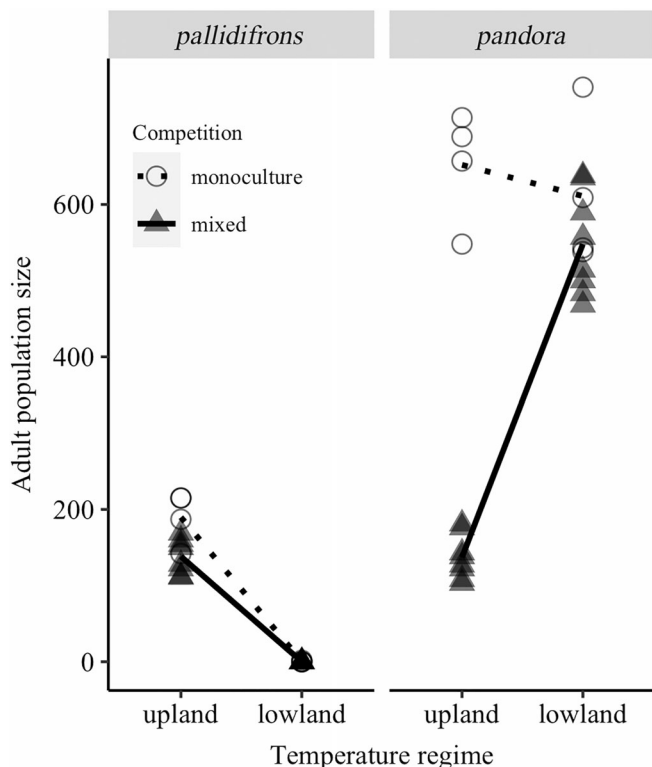 pallidifrons
pandora
Competition
monoculture
mixed
Adult population size
600
400
200
0
upland lowland
upland lowland
Temperature regime